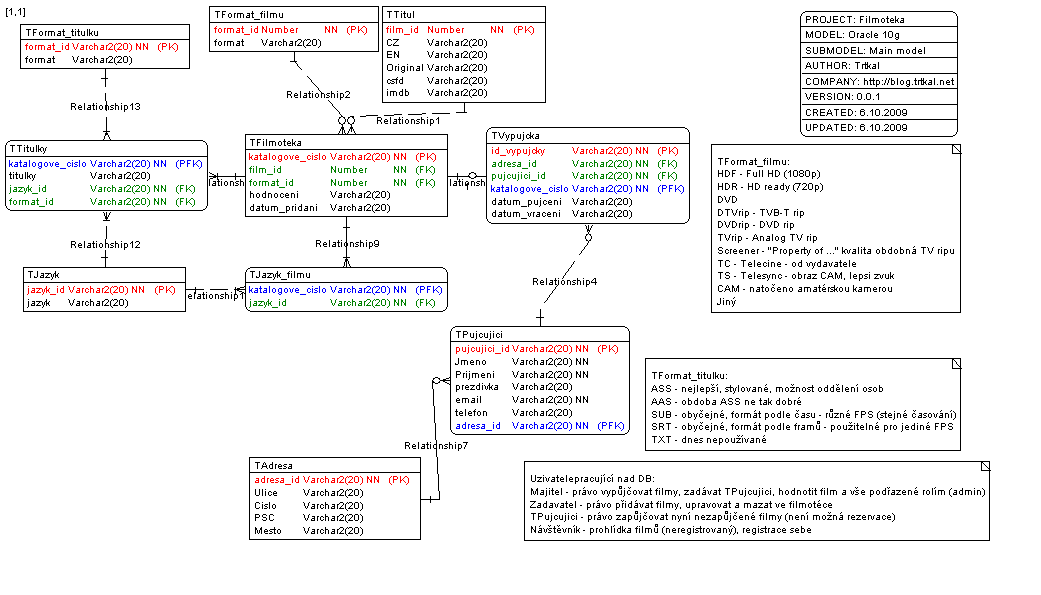 [1,1]
TFormat_titulku
format_id Varchar2(20) NN (PK)
format Varchar2(20)
TFormat_filmu
format_id Number NN (PK)
format Varchar2(20)
TTitul
film_id Number NN (PK)
CZ Varchar2(20)
EN Varchar2(20)
Original Varchar2(20)
csfd Varchar2(20)
imdb Varchar2(20)
PROJECT: Filmoteka
MODEL: Oracle 10g
SUBMODEL: Main model
AUTHOR: Trtkal
COMPANY: http://blog.trtkal.net
VERSION: 0.0.1
CREATED: 6.10.2009
UPDATED: 6.10.2009
Relationship13
Relationship2
Relationship1
TTitulky
katalogove_cislo Varchar2(20) NN (PFK)
titulky Varchar2(20)
jazyk_id Varchar2(20) NN (FK)
format_id Varchar2(20) NN (FK)
lationsh
TFilmoteka
katalogove_cislo Varchar2(20) NN (PK)
film_id Number NN (FK)
format_id Number NN (FK)
hodnoceni Varchar2(20)
datum_pridani Varchar2(20)
lationsh
TVypujcka
id_vypujcky Varchar2(20) NN (PK)
adresa_id Varchar2(20) NN (FK)
pujcujici_id Varchar2(20) NN (FK)
katalogove_cislo Varchar2(20) NN (PFK)
datum_pujceni Varchar2(20)
datum_vraceni Varchar2(20)
TFormat_filmu:
HDF - Full HD (1080p)
HDR - HD ready (720p)
DVD
DTVrip - TVB-T rip
DVDrip - DVD rip
TVrip - Analog TV rip
Screener - "Property of ..." kvalita obdobná TV ripu
TC - Telecine - od vydavatele
TS - Telesync - obraz CAM, lepsi zvuk
CAM - natočeno amatérskou kamerou
Jiný
Relationship12
Relationship9
Relationship4
TJazyk
jazyk_id Varchar2(20) NN (PK)
jazyk Varchar2(20)
elationship1
TJazyk_filmu
katalogove_cislo Varchar2(20) NN (PFK)
jazyk_id Varchar2(20) NN (FK)
TPujcujici
pujcujici_id Varchar2(20) NN (PK)
Jmeno Varchar2(20) NN
Prijmeni Varchar2(20) NN
prezdivka Varchar2(20)
email Varchar2(20) NN
telefon Varchar2(20)
adresa_id Varchar2(20) NN (PFK)
TFormat_titulku:
ASS - nejlepší, stylované, možnost oddělení osob
AAS - obdoba ASS ne tak dobré
SUB - obyčejné, formát podle času - různé FPS (stejné časování)
SRT - obyčejné, formát podle framů - použitelné pro jediné FPS
TXT - dnes nepoužívané
Relationship7
TAdresa
adresa_id Varchar2(20) NN (PK)
Ulice Varchar2(20)
Cislo Varchar2(20)
PSC Varchar2(20)
Mesto Varchar2(20)
Uzivatelepracující nad DB:
Majitel - právo vypůjčovat filmy, zadávat TPujcujici, hodnotit film a vše podřazené rolím (admin)
Zadavatel - právo přidávat filmy, upravovat a mazat ve filmotéce
TPujcujici - právo zapůjčovat nyní nezapůjčené filmy (není možná rezervace)
Návštěvník - prohlídka filmů (neregistrovaný), registrace sebe